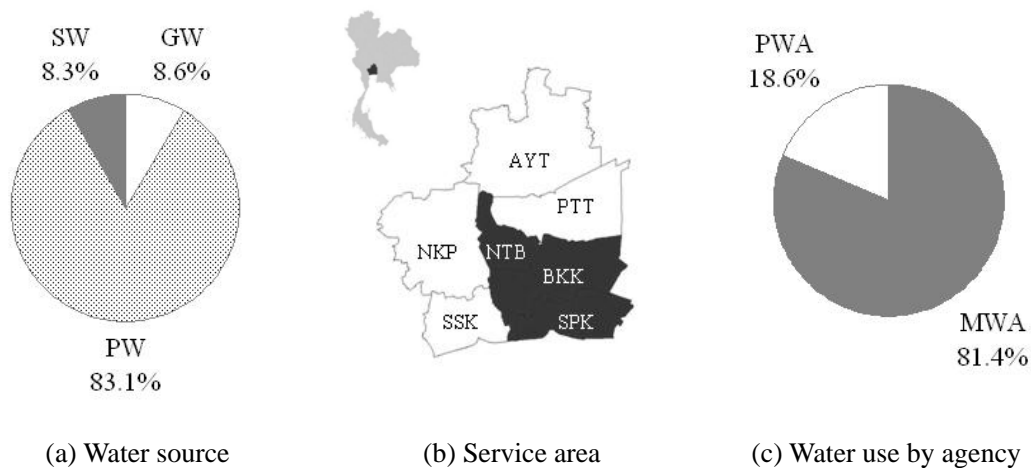 SW
8.3%
GW
8.6%
PW
83.1%
(a) Water source
AYT
PTT
NKP
NTB
BKK
SSK
SPK
(b) Service area
PWA
18.6%
MWA
81.4%
(c) Water use by agency